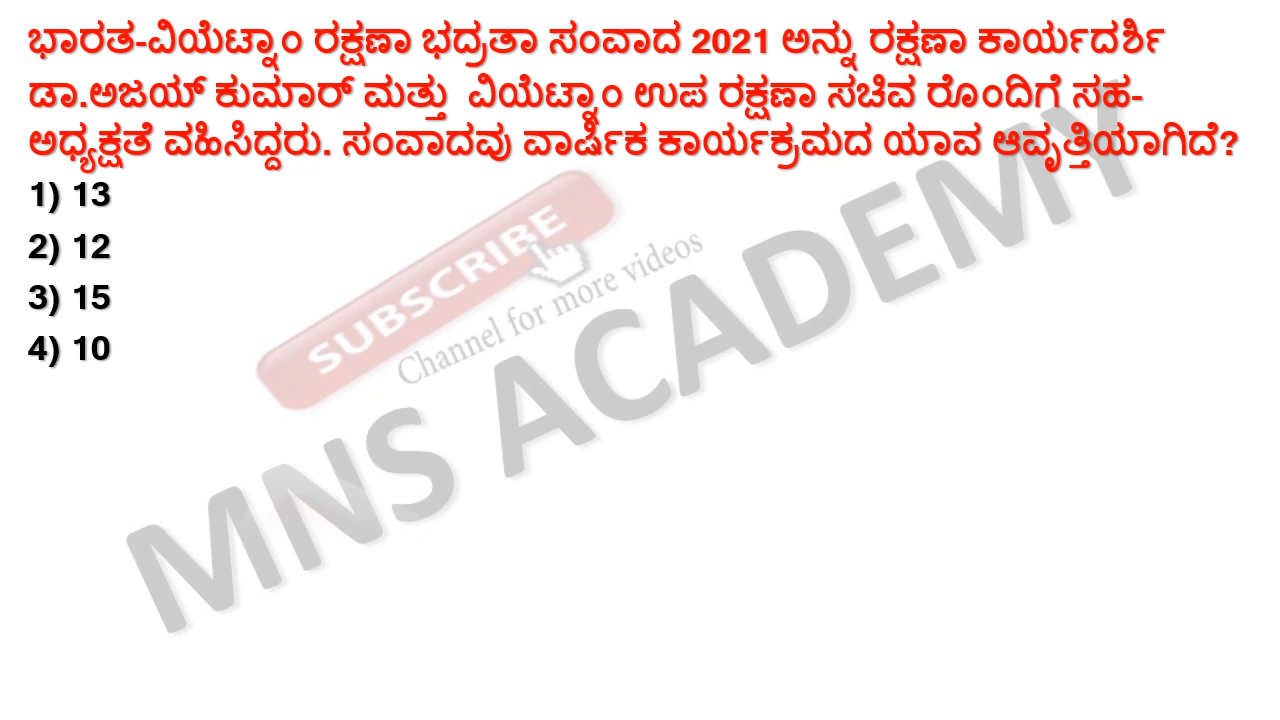 ಭಾರತ-ವಿಯೆಟ್ನಾಂ ರಕ್ಷಣಾ ಭದ್ರತಾ ಸಂವಾದ 2021 ಅನ್ನು ರಕ್ಷಣಾ ಕಾರ್ಯದರ್ಶಿ
ಡಾ.ಅಜಯ್ ಕುಮಾರ್ ಮತ್ತು ವಿಯೆಟ್ನಾಂ ಉಪ ರಕ್ಷಣಾ ಸಚಿವ ರೊಂದಿಗೆ ಸಹ-
ಅಧ್ಯಕ್ಷತೆ ವಹಿಸಿದ್ದರು. ಸಂವಾದವು ವಾರ್ಷಿಕ ಕಾರ್ಯಕ್ರಮದ ಯಾವ ಆವೃತ್ತಿಯಾಗಿದೆ?
1) 13
2) 12
3) 15
4) 10
SUBSCRIBE
Channel for more videos
MNS ACADEMY